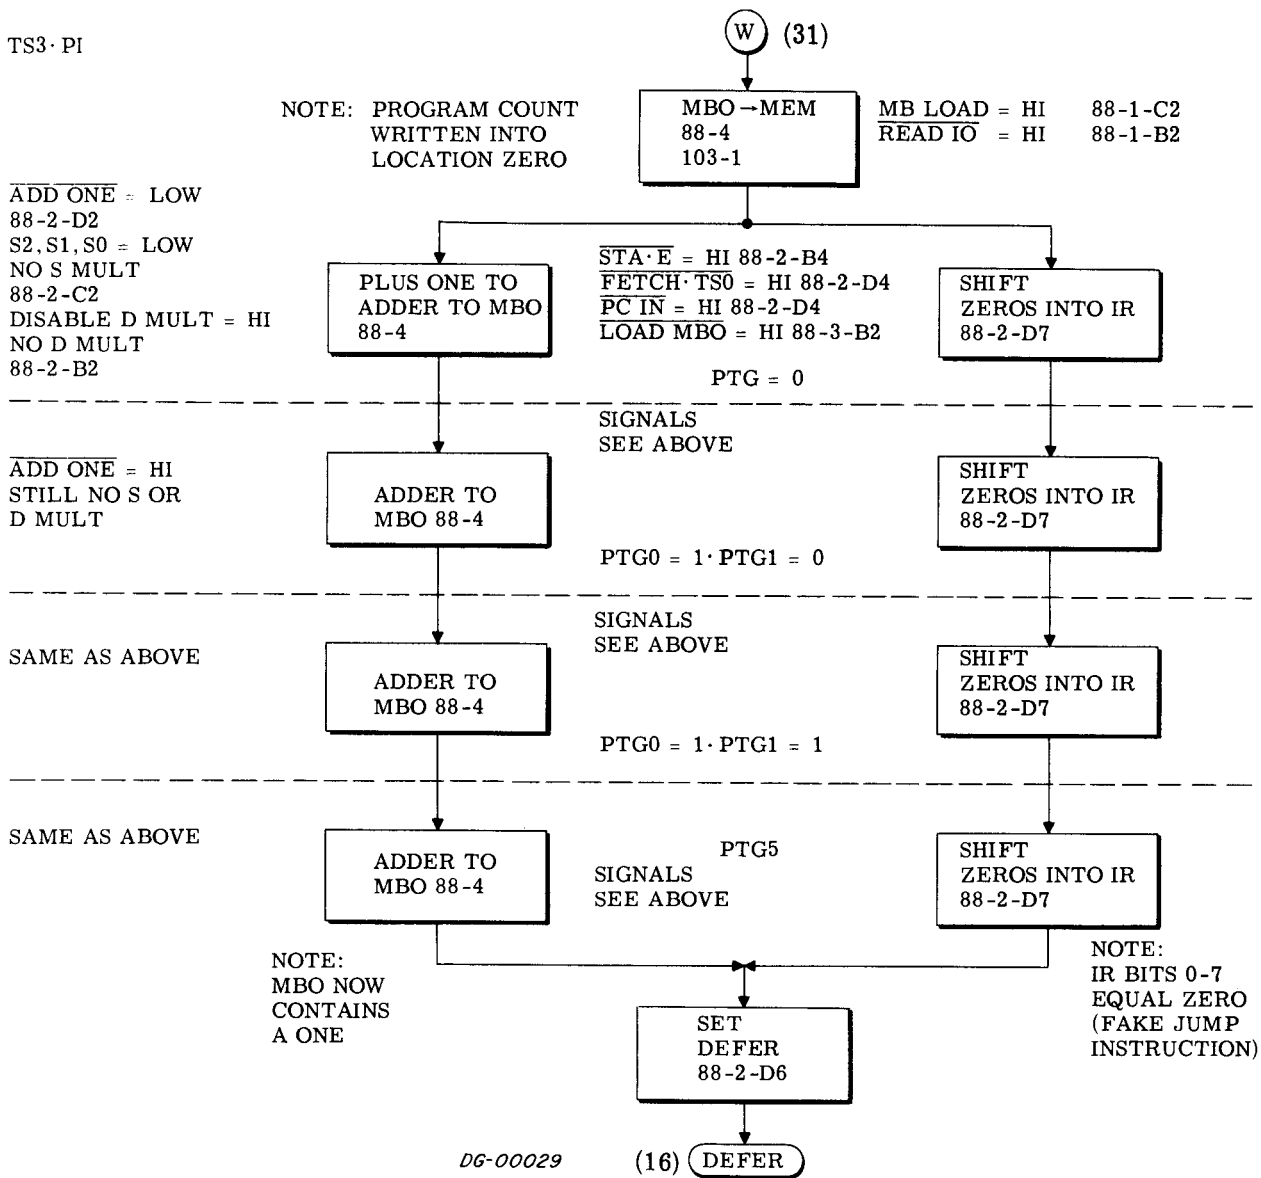 TS3·PI
W (31)
NOTE: PROGRAM COUNT
WRITTEN INTO
LOCATION ZERO
MBO→MEM
88-4
103-1
MB LOAD = HI 88-1-C2
READ IO = HI 88-1-B2
ADD ONE = LOW
88-2-D2
S2, S1, S0 = LOW
NO S MULT
88-2-C2
DISABLE D MULT = HI
NO D MULT
88-2-B2
PLUS ONE TO
ADDER TO MBO
88-4
STA·E = HI 88-2-B4
FETCH·TS0 = HI 88-2-D4
PC IN = HI 88-2-D4
LOAD MBO = HI 88-3-B2
PTG = 0
SHIFT
ZEROS INTO IR
88-2-D7
ADD ONE = HI
STILL NO S OR
D MULT
ADDER TO
MBO 88-4
SIGNALS
SEE ABOVE
PTG0 = 1·PTG1 = 0
SHIFT
ZEROS INTO IR
88-2-D7
SAME AS ABOVE
ADDER TO
MBO 88-4
SIGNALS
SEE ABOVE
PTG0 = 1·PTG1 = 1
SHIFT
ZEROS INTO IR
88-2-D7
SAME AS ABOVE
ADDER TO
MBO 88-4
PTG5
SIGNALS
SEE ABOVE
SHIFT
ZEROS INTO IR
88-2-D7
NOTE:
MBO NOW
CONTAINS
A ONE
NOTE:
IR BITS 0-7
EQUAL ZERO
(FAKE JUMP
INSTRUCTION)
SET
DEFER
88-2-D6
DG-00029
(16) DEFER